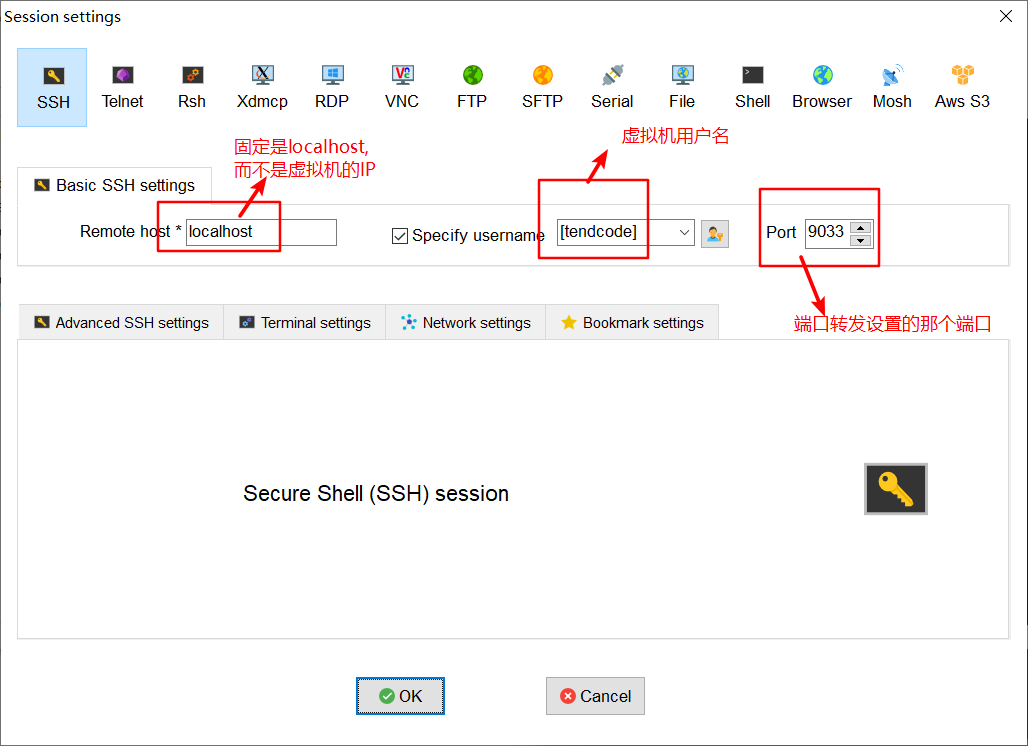 Session settings
SSH Telnet Rsh Xdmcp RDP VNC FTP SFTP Serial File Shell Browser Mosh Aws S3
固定是localhost,
而不是虚拟机的IP
虚拟机用户名
Basic SSH settings
Remote host * localhost Specify username [tendcode] Port 9033
端口转发设置的那个端口
Advanced SSH settings Terminal settings Network settings Bookmark settings
Secure Shell (SSH) session
OK Cancel